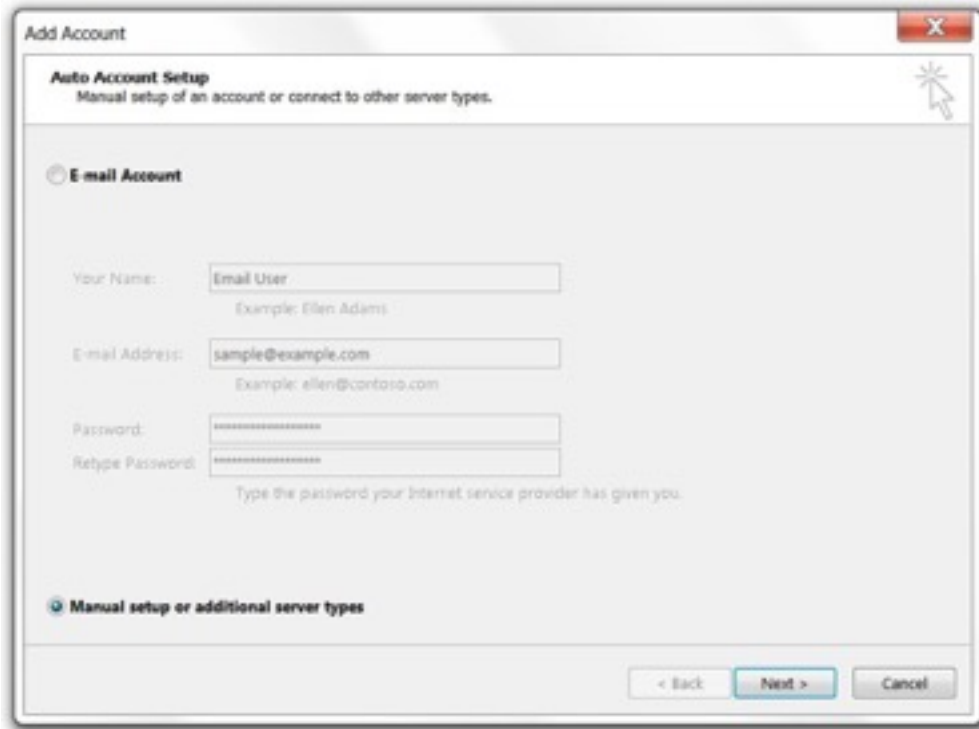 Add Account
Auto Account Setup
Manual setup of an account or connect to other server types.
E-mail Account
Your Name: Email User
Example: Ellen Adams
E-mail Address: sample@example.com
Example: ellen@contoso.com
Password: *******************
Retype Password: *******************
Type the password your Internet service provider has given you.
Manual setup or additional server types
< Back Next > Cancel